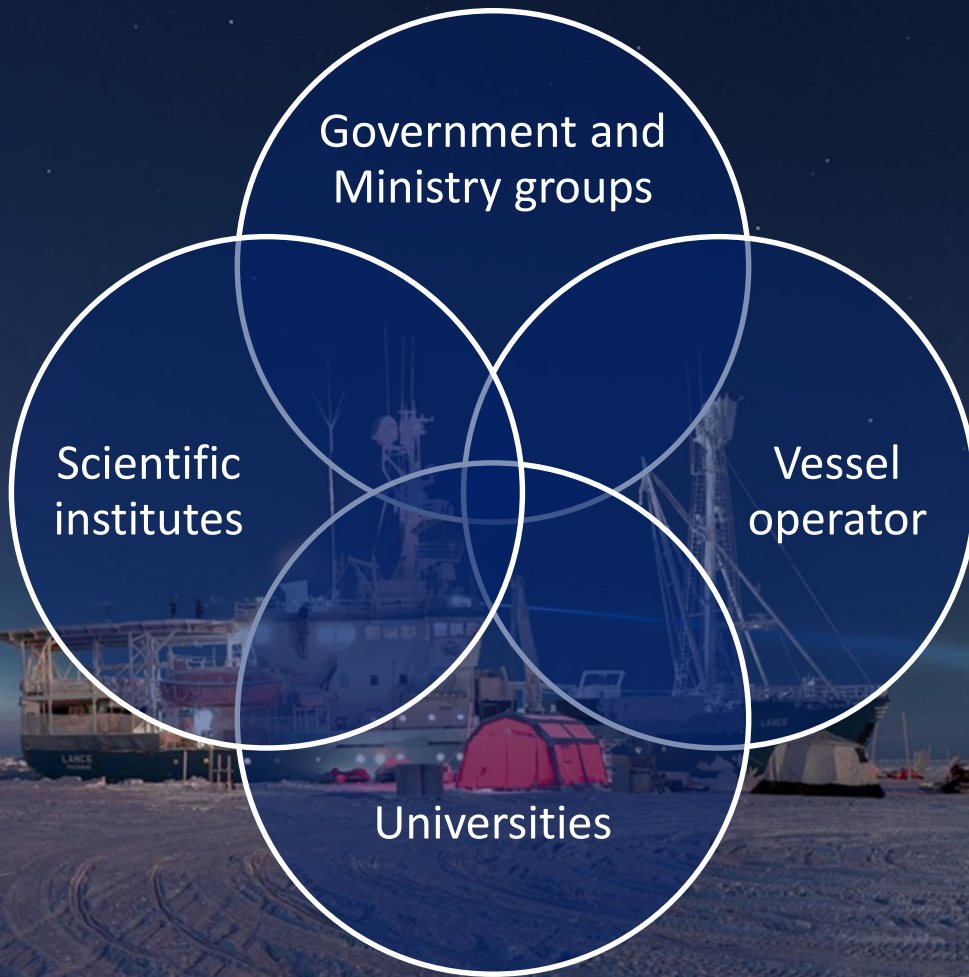 Government and
Ministry groups
Scientific
institutes
Vessel
operator
LANCE
LANCE
Universities